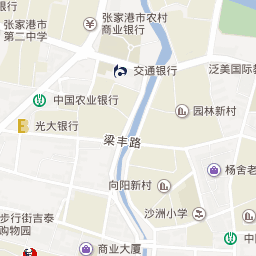 张家港市
第二中学
张家港市农村
商业银行
交通银行
泛美国际
中国农业银行
园林新村
光大银行
梁丰路
杨舍老
向阳新村
沙洲小学
步行街吉泰
购物园
商业大厦
中国